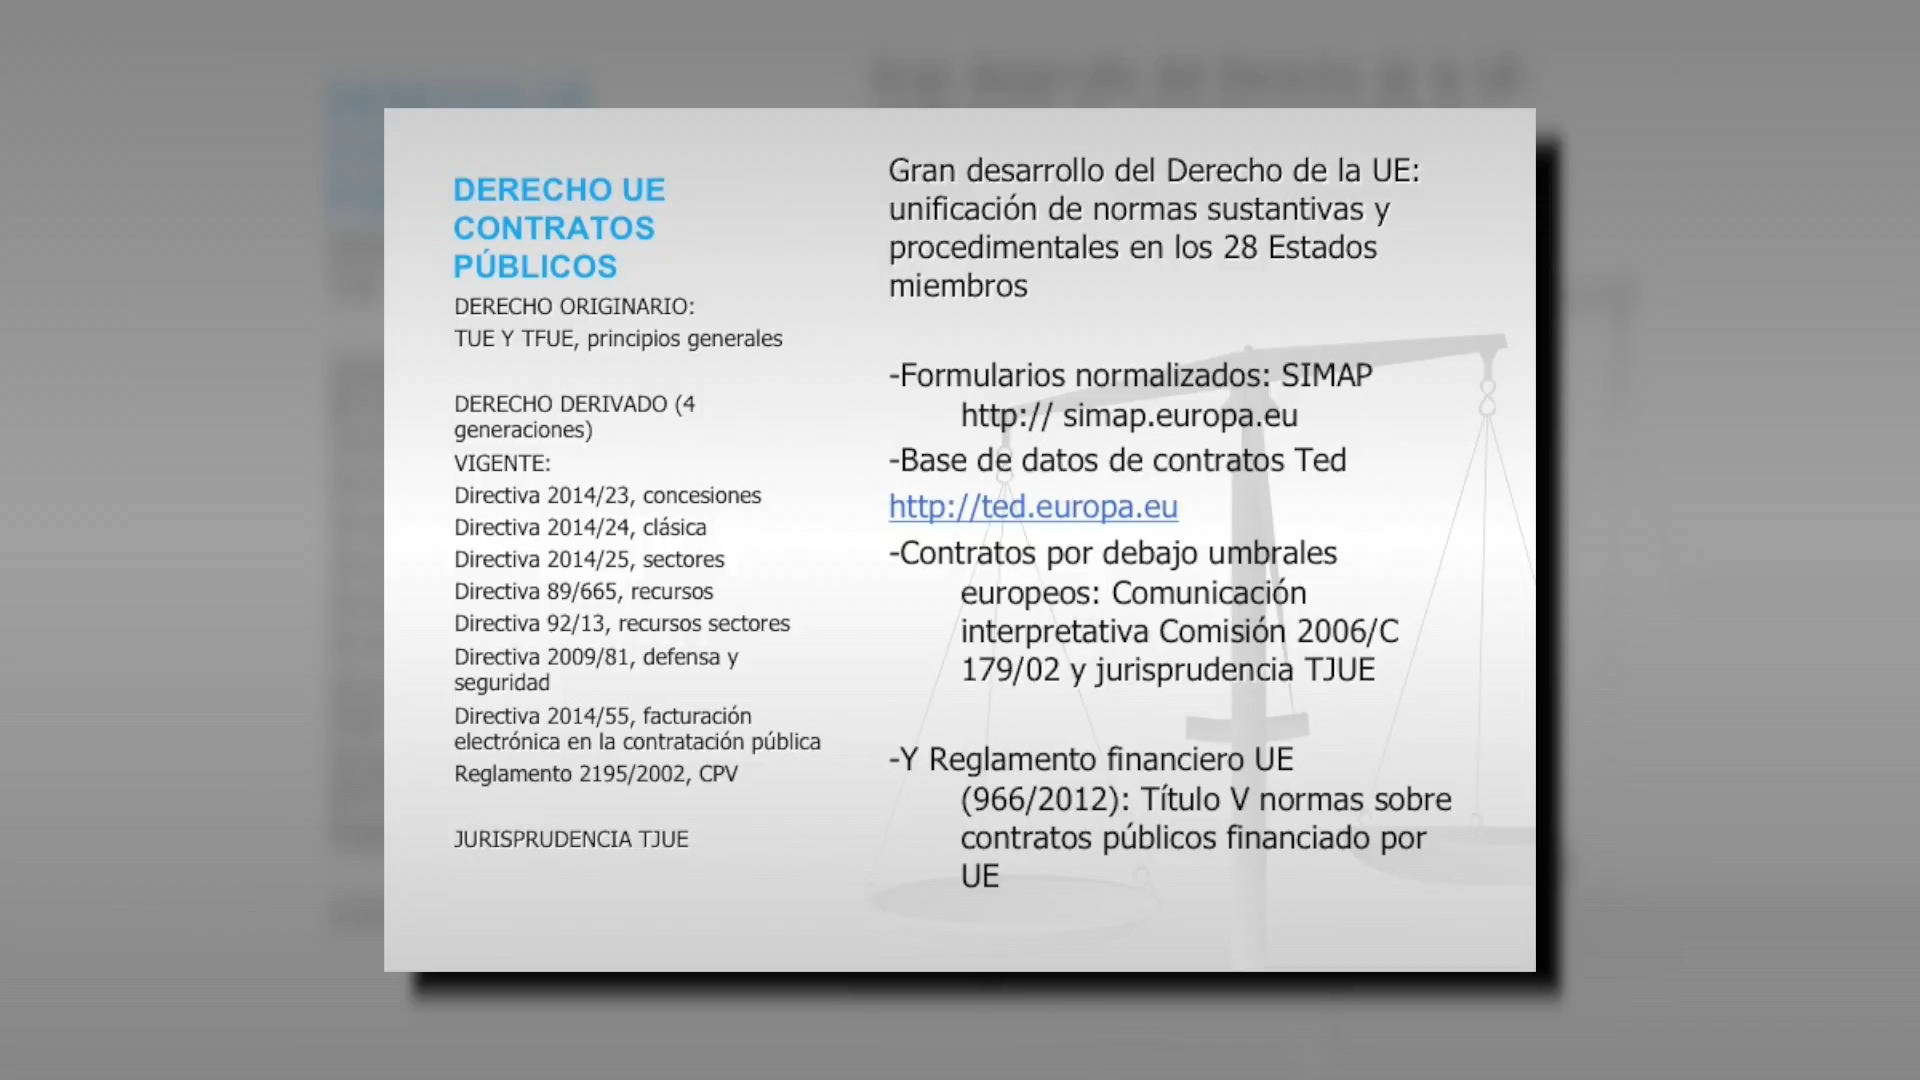 DERECHO UE
CONTRATOS
PÚBLICOS
DERECHO ORIGINARIO:
TUE Y TFUE, principios generales
DERECHO DERIVADO (4
generaciones)
VIGENTE:
Directiva 2014/23, concesiones
Directiva 2014/24, clásica
Directiva 2014/25, sectores
Directiva 89/665, recursos
Directiva 92/13, recursos sectores
Directiva 2009/81, defensa y
seguridad
Directiva 2014/55, facturación
electrónica en la contratación pública
Reglamento 2195/2002, CPV
JURISPRUDENCIA TJUE
Gran desarrollo del Derecho de la UE:
unificación de normas sustantivas y
procedimentales en los 28 Estados
miembros
-Formularios normalizados: SIMAP
http:// simap.europa.eu
-Base de datos de contratos Ted
http://ted.europa.eu
-Contratos por debajo umbrales
europeos: Comunicación
interpretativa Comisión 2006/C
179/02 y jurisprudencia TJUE
-Y Reglamento financiero UE
(966/2012): Título V normas sobre
contratos públicos financiado por
UE